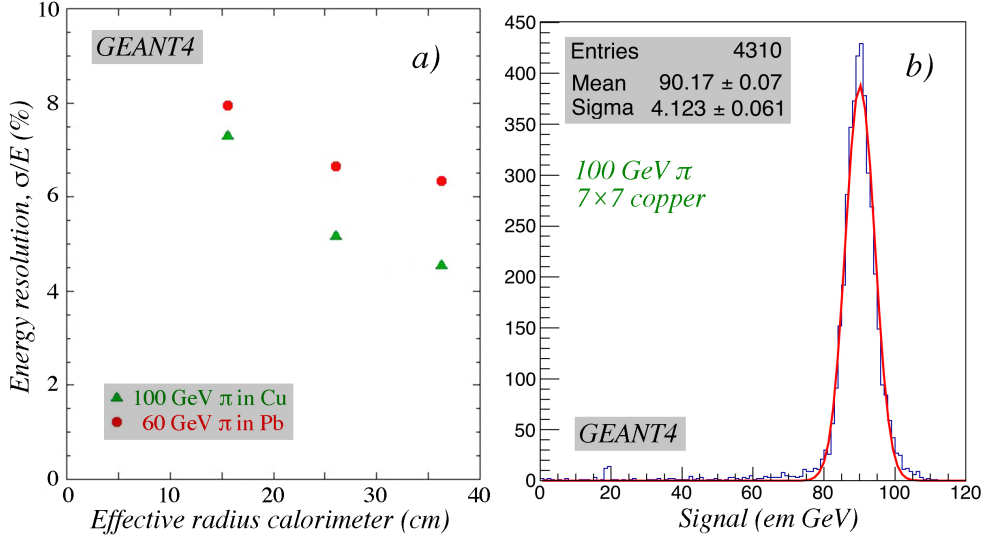 10
8
6
4
2
0
0
10
20
30
40
Energy resolution, σ/E (%)
Effective radius calorimeter (cm)
GEANT4
a)
100 GeV π in Cu
60 GeV π in Pb
450
400
350
300
250
200
150
100
50
0
0
20
40
60
80
100
120
Signal (em GeV)
Entries 4310
Mean 90.17 ± 0.07
Sigma 4.123 ± 0.061
b)
100 GeV π
7×7 copper
GEANT4